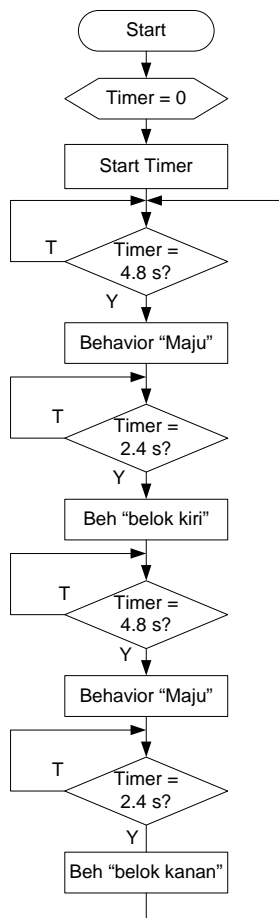 Start
Timer = 0
Start Timer
T
Timer =
4.8 s?
Y
Behavior “Maju”
T
Timer =
2.4 s?
Y
Beh “belok kiri”
T
Timer =
4.8 s?
Y
Behavior “Maju”
T
Timer =
2.4 s?
Y
Beh “belok kanan”